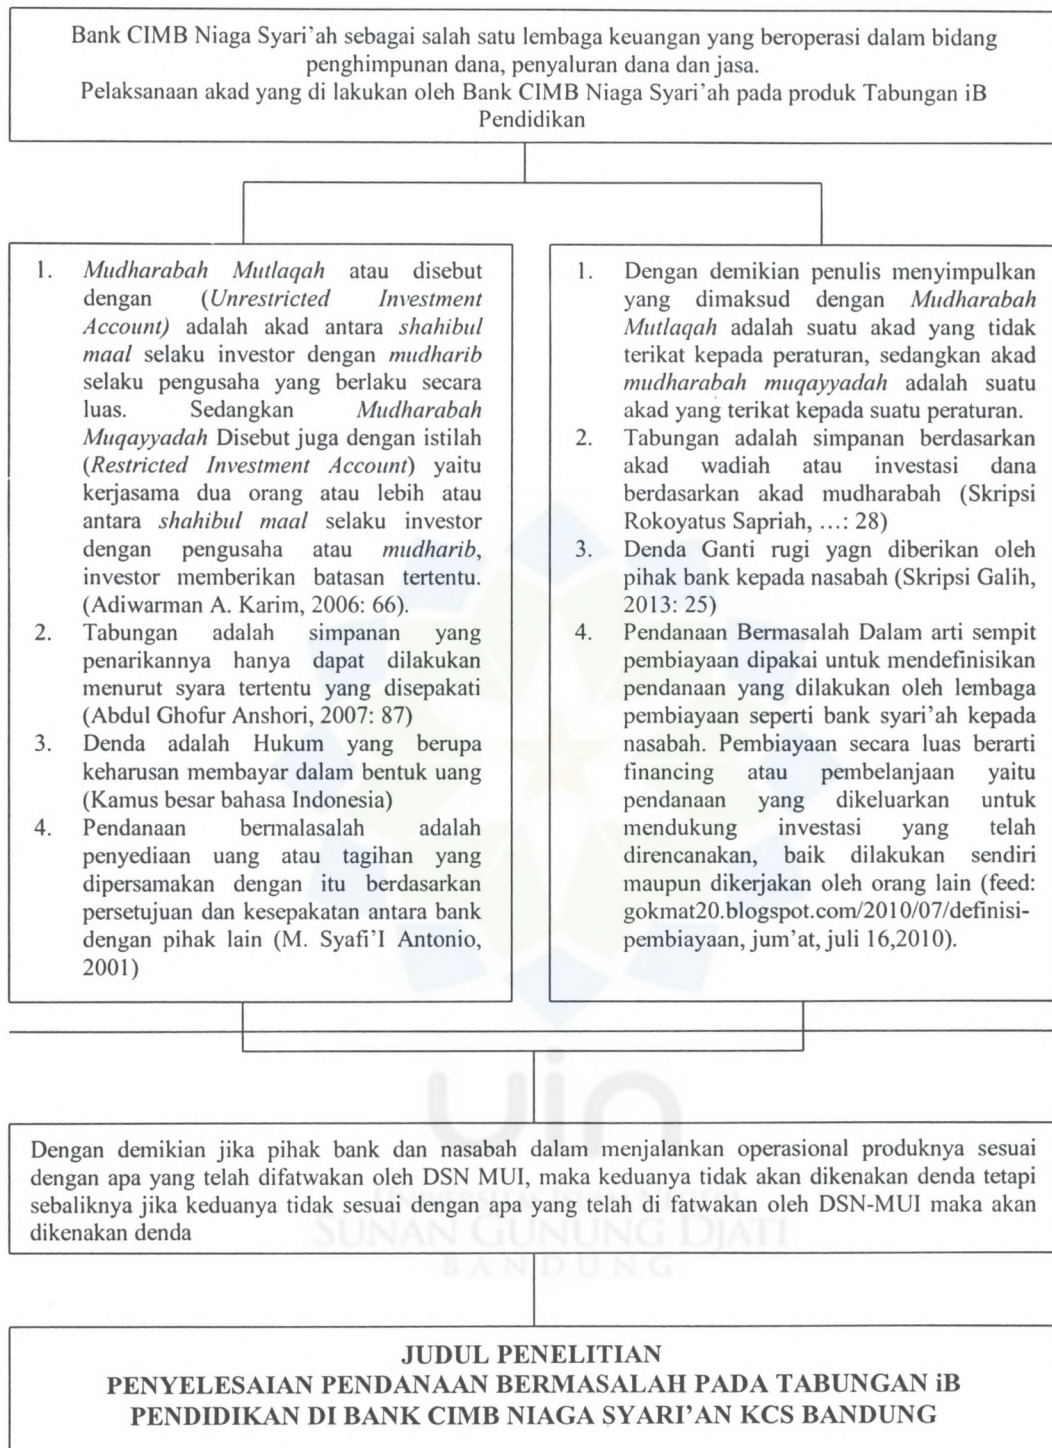 Bank CIMB Niaga Syari'ah sebagai salah satu lembaga keuangan yang beroperasi dalam bidang
penghimpunan dana, penyaluran dana dan jasa.
Pelaksanaan akad yang di lakukan oleh Bank CIMB Niaga Syari'ah pada produk Tabungan iB
Pendidikan
1. Mudharabah Mutlaqah atau disebut
dengan (Unrestricted Investment
Account) adalah akad antara shahibul
maal selaku investor dengan mudharib
selaku pengusaha yang berlaku secara
luas. Sedangkan Mudharabah
Muqayyadah Disebut juga dengan istilah
(Restricted Investment Account) yaitu
kerjasama dua orang atau lebih atau
antara shahibul maal selaku investor
dengan pengusaha atau mudharib,
investor memberikan batasan tertentu.
(Adiwarman A. Karim, 2006: 66).
2. Tabungan adalah simpanan yang
penarikannya hanya dapat dilakukan
menurut syara tertentu yang disepakati
(Abdul Ghofur Anshori, 2007: 87)
3. Denda adalah Hukum yang berupa
keharusan membayar dalam bentuk uang
(Kamus besar bahasa Indonesia)
4. Pendanaan bermalasalah adalah
penyediaan uang atau tagihan yang
dipersamakan dengan itu berdasarkan
persetujuan dan kesepakatan antara bank
dengan pihak lain (M. Syafi'I Antonio,
2001)
1. Dengan demikian penulis menyimpulkan
yang dimaksud dengan Mudharabah
Mutlaqah adalah suatu akad yang tidak
terikat kepada peraturan, sedangkan akad
mudharabah muqayyadah adalah suatu
akad yang terikat kepada suatu peraturan.
2. Tabungan adalah simpanan berdasarkan
akad wadiah atau investasi dana
berdasarkan akad mudharabah (Skripsi
Rokoyatus Sapriah, ...: 28)
3. Denda Ganti rugi yagn diberikan oleh
pihak bank kepada nasabah (Skripsi Galih,
2013: 25)
4. Pendanaan Bermasalah Dalam arti sempit
pembiayaan dipakai untuk mendefinisikan
pendanaan yang dilakukan oleh lembaga
pembiayaan seperti bank syari'ah kepada
nasabah. Pembiayaan secara luas berarti
financing atau pembelanjaan yaitu
pendanaan yang dikeluarkan untuk
mendukung investasi yang telah
direncanakan, baik dilakukan sendiri
maupun dikerjakan oleh orang lain (feed:
gokmat20.blogspot.com/2010/07/definisi-
pembiayaan, jum'at, juli 16,2010).
uin
Dengan demikian jika pihak bank dan nasabah dalam menjalankan operasional produknya sesuai
dengan apa yang telah difatwakan oleh DSN MUI, maka keduanya tidak akan dikenakan denda tetapi
sebaliknya jika keduanya tidak sesuai dengan apa yang telah di fatwakan oleh DSN-MUI maka akan
dikenakan denda
UNIVERSITAS ISLAM NEGERI
SUNAN GUNUNG DJATI
BANDUNG
JUDUL PENELITIAN
PENYELESAIAN PENDANAAN BERMASALAH PADA TABUNGAN iB
PENDIDIKAN DI BANK CIMB NIAGA SYARI'AN KCS BANDUNG